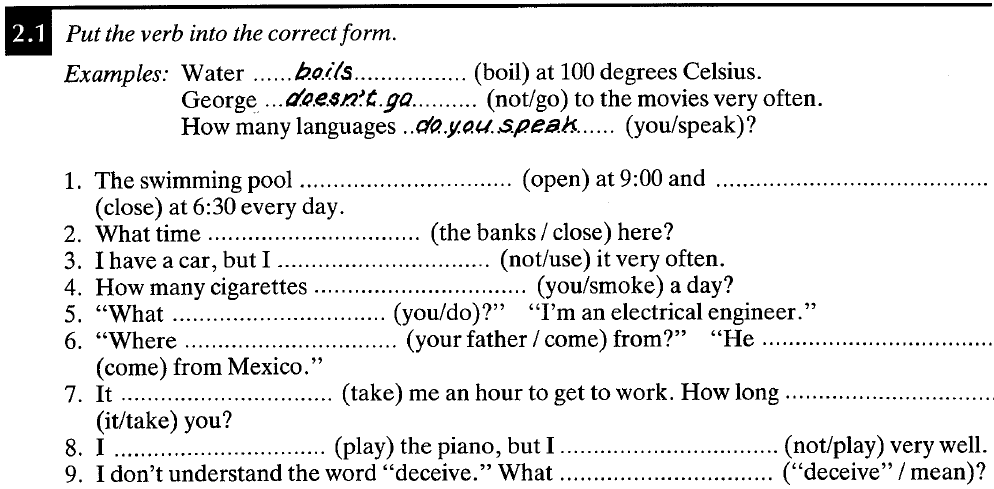 2.1 Put the verb into the correct form.
Examples: Water ......boils................. (boil) at 100 degrees Celsius.
George ...doesn't.go.......... (not/go) to the movies very often.
How many languages ..do.you.speak...... (you/speak)?
1. The swimming pool ................................ (open) at 9:00 and ........................................
(close) at 6:30 every day.
2. What time ................................ (the banks / close) here?
3. I have a car, but I ................................ (not/use) it very often.
4. How many cigarettes ................................ (you/smoke) a day?
5. “What ................................ (you/do)?” “I’m an electrical engineer.”
6. “Where ................................ (your father / come) from?” “He ...................................
(come) from Mexico.”
7. It ................................ (take) me an hour to get to work. How long ................................
(it/take) you?
8. I ................................ (play) the piano, but I ................................ (not/play) very well.
9. I don’t understand the word “deceive.” What ................................ (“deceive” / mean)?